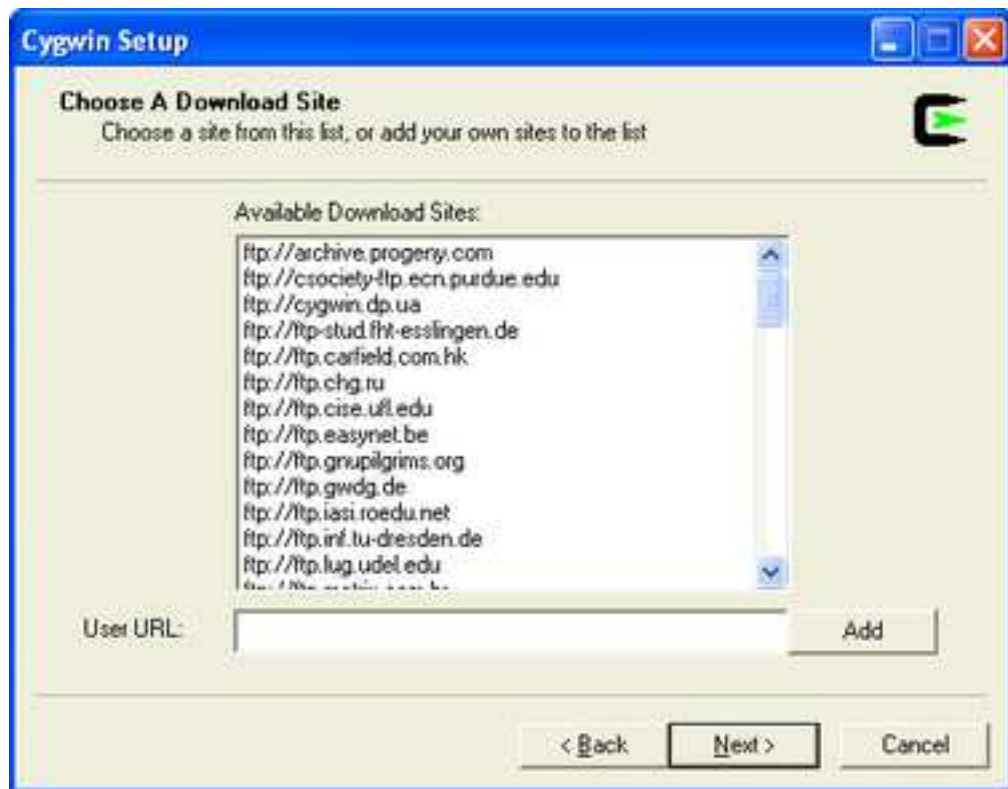 Cygwin Setup
Choose A Download Site
Choose a site from this list, or add your own sites to the list
Available Download Sites:
ftp://archive.progeny.com
ftp://csociety-ftp.ecn.purdue.edu
ftp://cygwin.dp.ua
ftp://ftp-stud.fht-esslingen.de
ftp://ftp.carfield.com.hk
ftp://ftp.chg.ru
ftp://ftp.cise.ufl.edu
ftp://ftp.easynet.be
ftp://ftp.gnupilgrims.org
ftp://ftp.gwdg.de
ftp://ftp.iasi.roedu.net
ftp://ftp.inf.tu-dresden.de
ftp://ftp.lug.udel.edu
User URL:
Add
< Back
Next >
Cancel